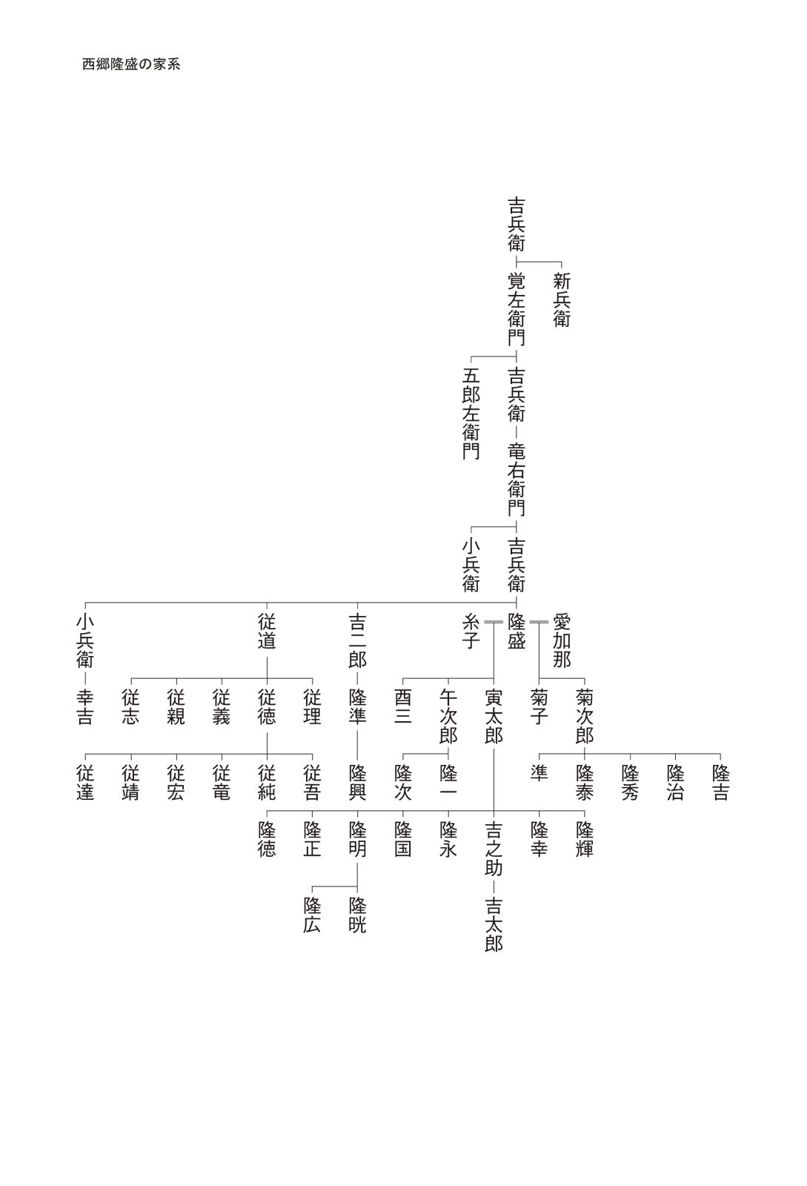 西郷隆盛の家系
吉兵衛
新兵衛
覚左衛門
吉兵衛
五郎左衛門
竜右衛門
吉兵衛
小兵衛
愛加那
隆盛
糸子
吉二郎
従道
小兵衛
菊次郎
菊子
寅太郎
午次郎
酉三
隆準
従理
従徳
従義
従親
従志
幸吉
隆吉
隆治
隆秀
隆泰
準
隆一
隆次
隆興
従吾
従純
従竜
従宏
従靖
従達
隆輝
隆幸
吉之助
隆永
隆国
隆明
隆正
隆徳
吉太郎
隆晄
隆広